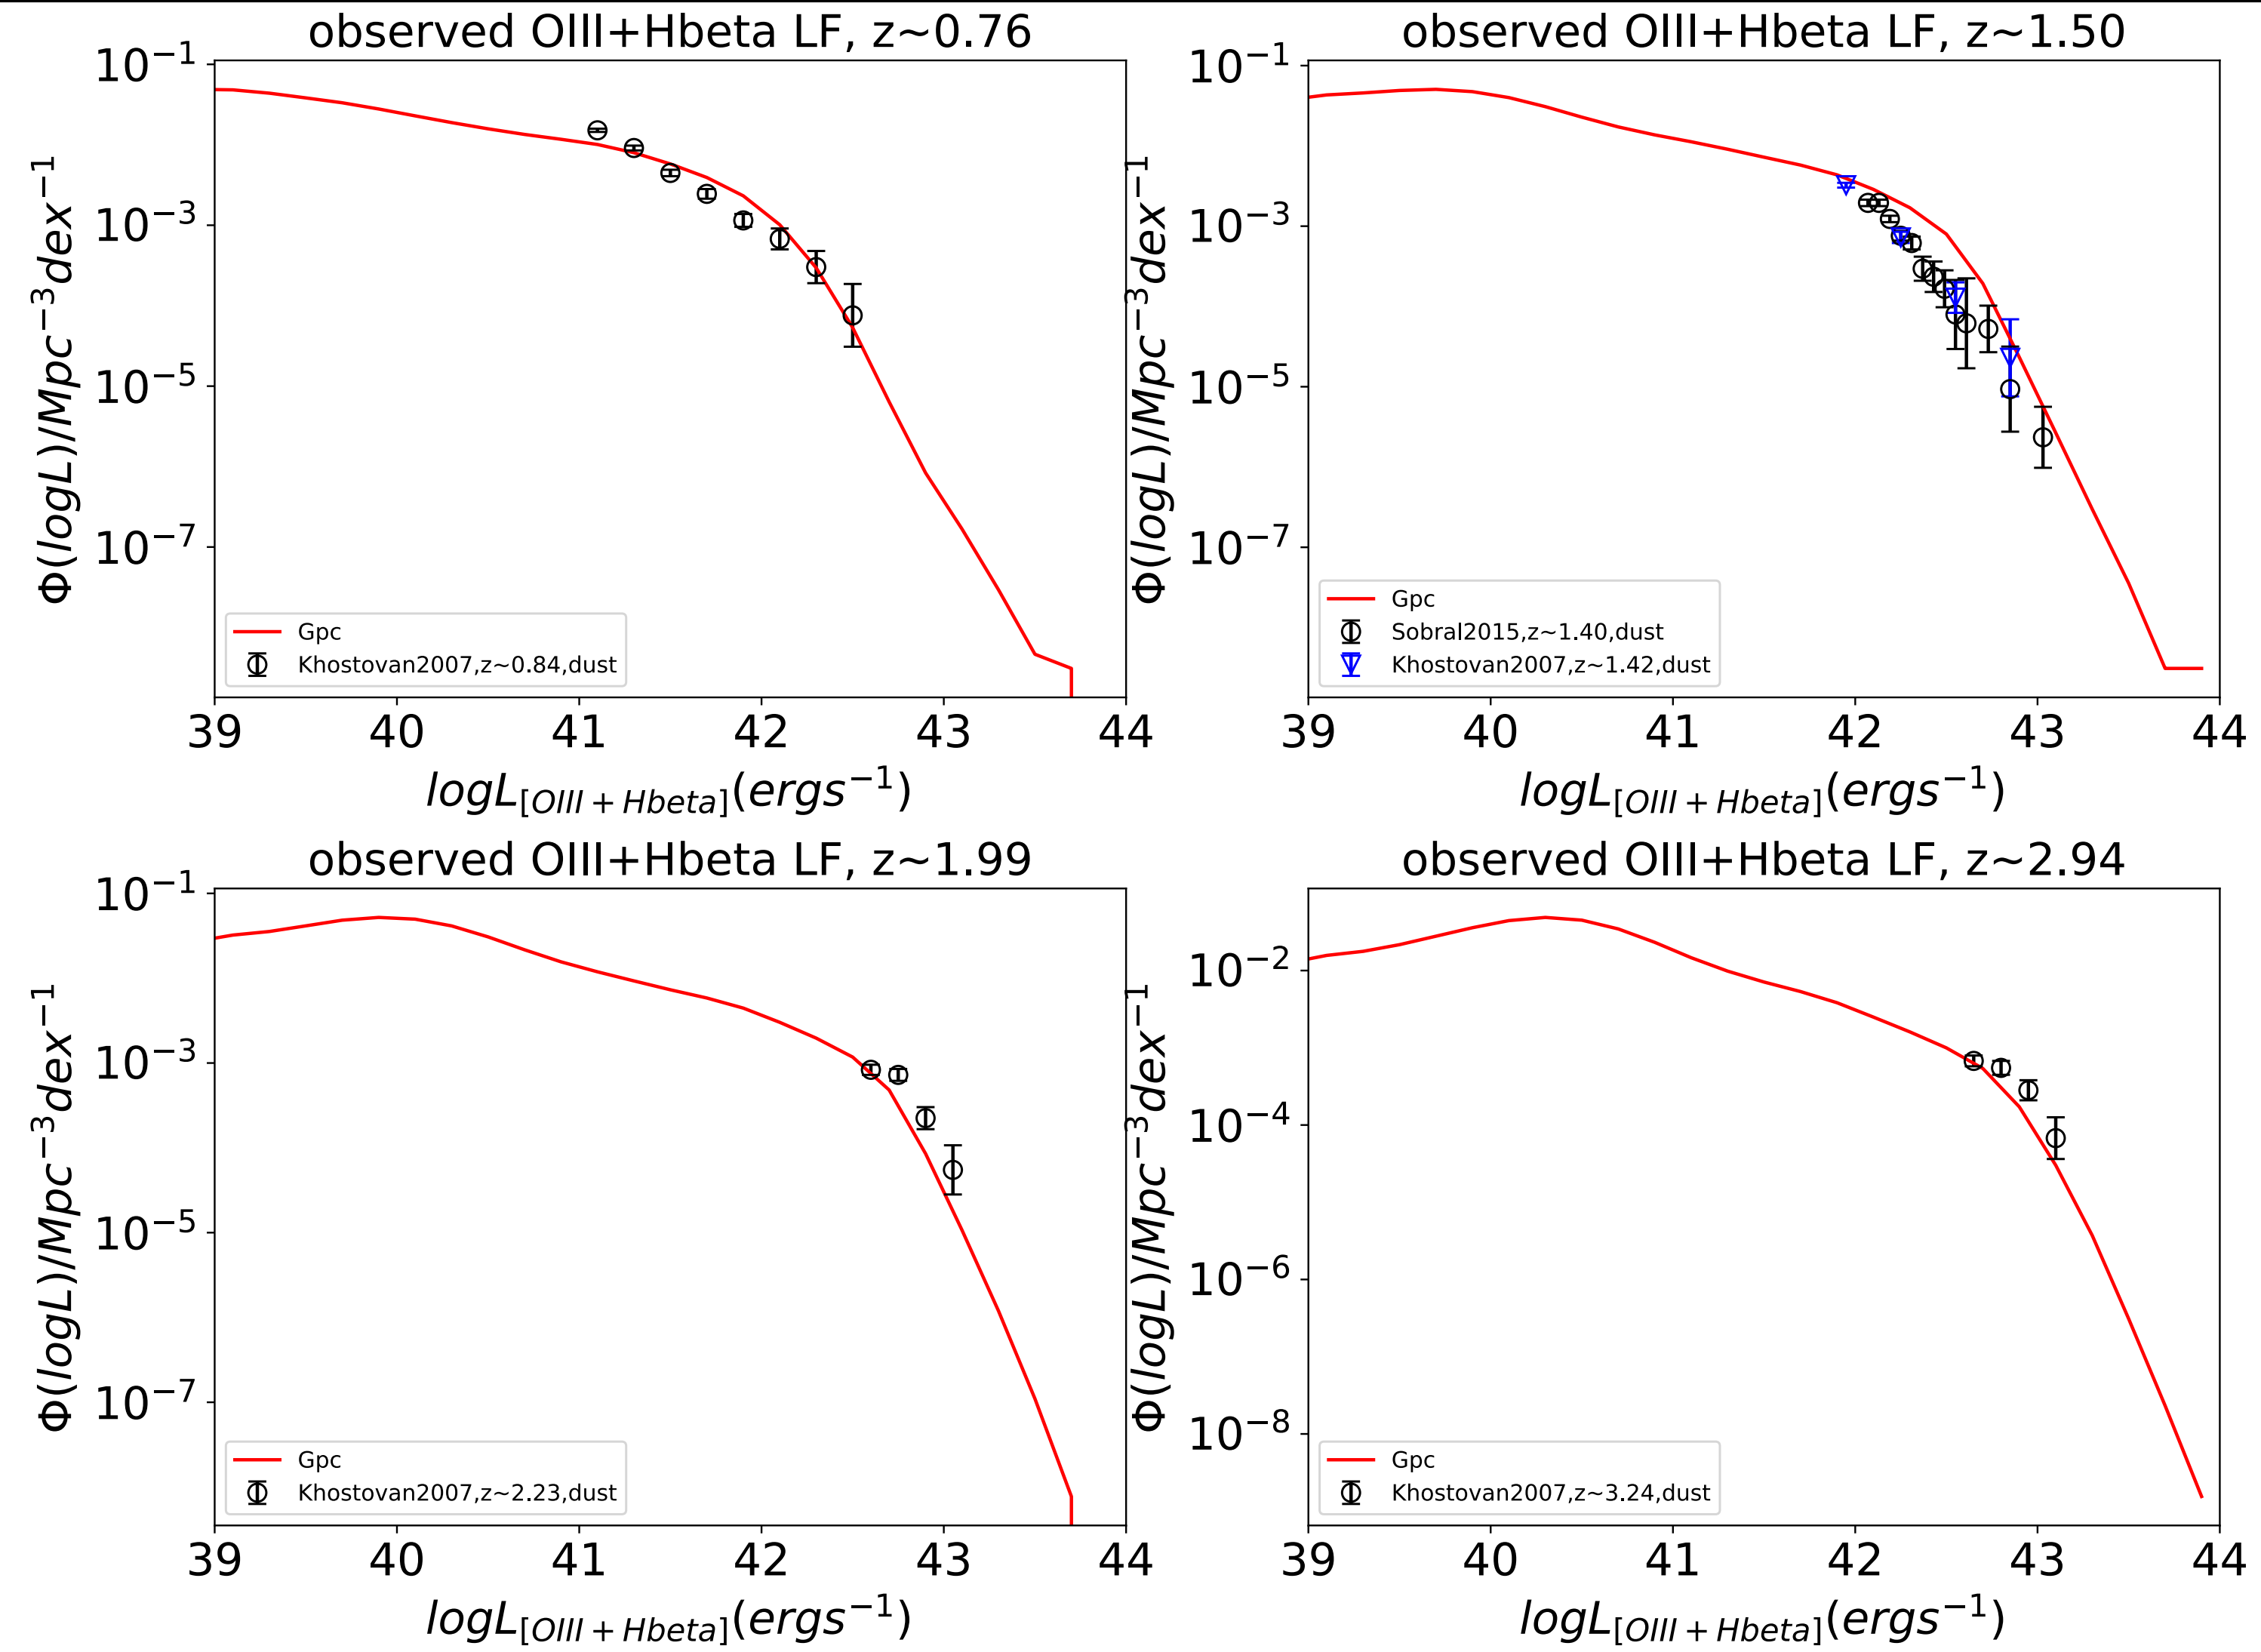 observed OIII+Hbeta LF, z~0.76
10⁻¹
10⁻³
10⁻⁵
10⁻⁷
Φ(logL)/Mpc⁻³dex⁻¹
Gpc
Khostovan2007,z~0.84,dust
39 40 41 42 43 44
logL[OIII + Hbeta](ergs⁻¹)
observed OIII+Hbeta LF, z~1.50
10⁻¹
10⁻³
10⁻⁵
10⁻⁷
Φ(logL)/Mpc⁻³dex⁻¹
Gpc
Sobral2015,z~1.40,dust
Khostovan2007,z~1.42,dust
39 40 41 42 43 44
logL[OIII + Hbeta](ergs⁻¹)
observed OIII+Hbeta LF, z~1.99
10⁻¹
10⁻³
10⁻⁵
10⁻⁷
Φ(logL)/Mpc⁻³dex⁻¹
Gpc
Khostovan2007,z~2.23,dust
39 40 41 42 43 44
logL[OIII + Hbeta](ergs⁻¹)
observed OIII+Hbeta LF, z~2.94
10⁻²
10⁻⁴
10⁻⁶
10⁻⁸
Φ(logL)/Mpc⁻³dex⁻¹
Gpc
Khostovan2007,z~3.24,dust
39 40 41 42 43 44
logL[OIII + Hbeta](ergs⁻¹)